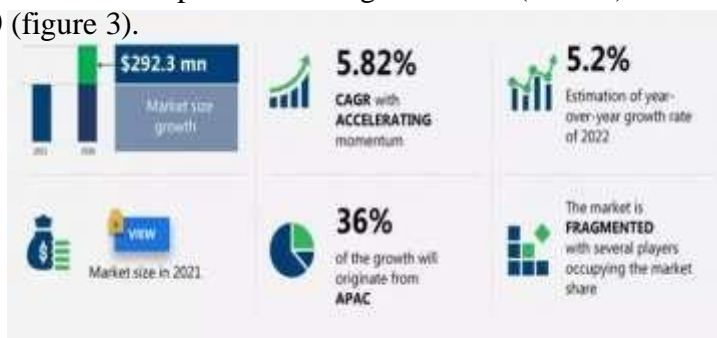 (figure 3).
$292.3 mn
Market size
growth
2021
5.82%
CAGR with
ACCELERATING
momentum
5.2%
Estimation of year-
over-year growth rate
of 2022
VIEW
Market size in 2021
36%
of the growth will
originate from
APAC
The market is
FRAGMENTED
with several players
occupying the market
share